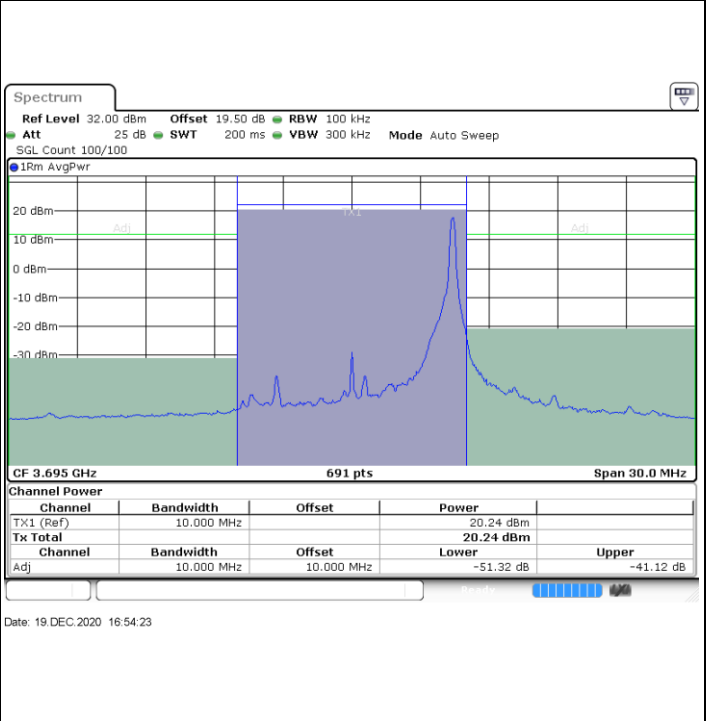 Spectrum
Ref Level 32.00 dBm Offset 19.50 dB RBW 100 kHz
Att 25 dB SWT 200 ms VBW 300 kHz Mode Auto Sweep
SGL Count 100/100
1Rm AvgPwr
20 dBm
TX1
Adj
Adj
10 dBm
0 dBm
-10 dBm
-20 dBm
-30 dBm
CF 3.695 GHz 691 pts Span 30.0 MHz
Channel Power
Channel Bandwidth Offset Power
TX1 (Ref) 10.000 MHz 20.24 dBm
Tx Total 20.24 dBm
Channel Bandwidth Offset Lower Upper
Adj 10.000 MHz 10.000 MHz -51.32 dB -41.12 dB
Ready
Date: 19.DEC.2020 16:54:23